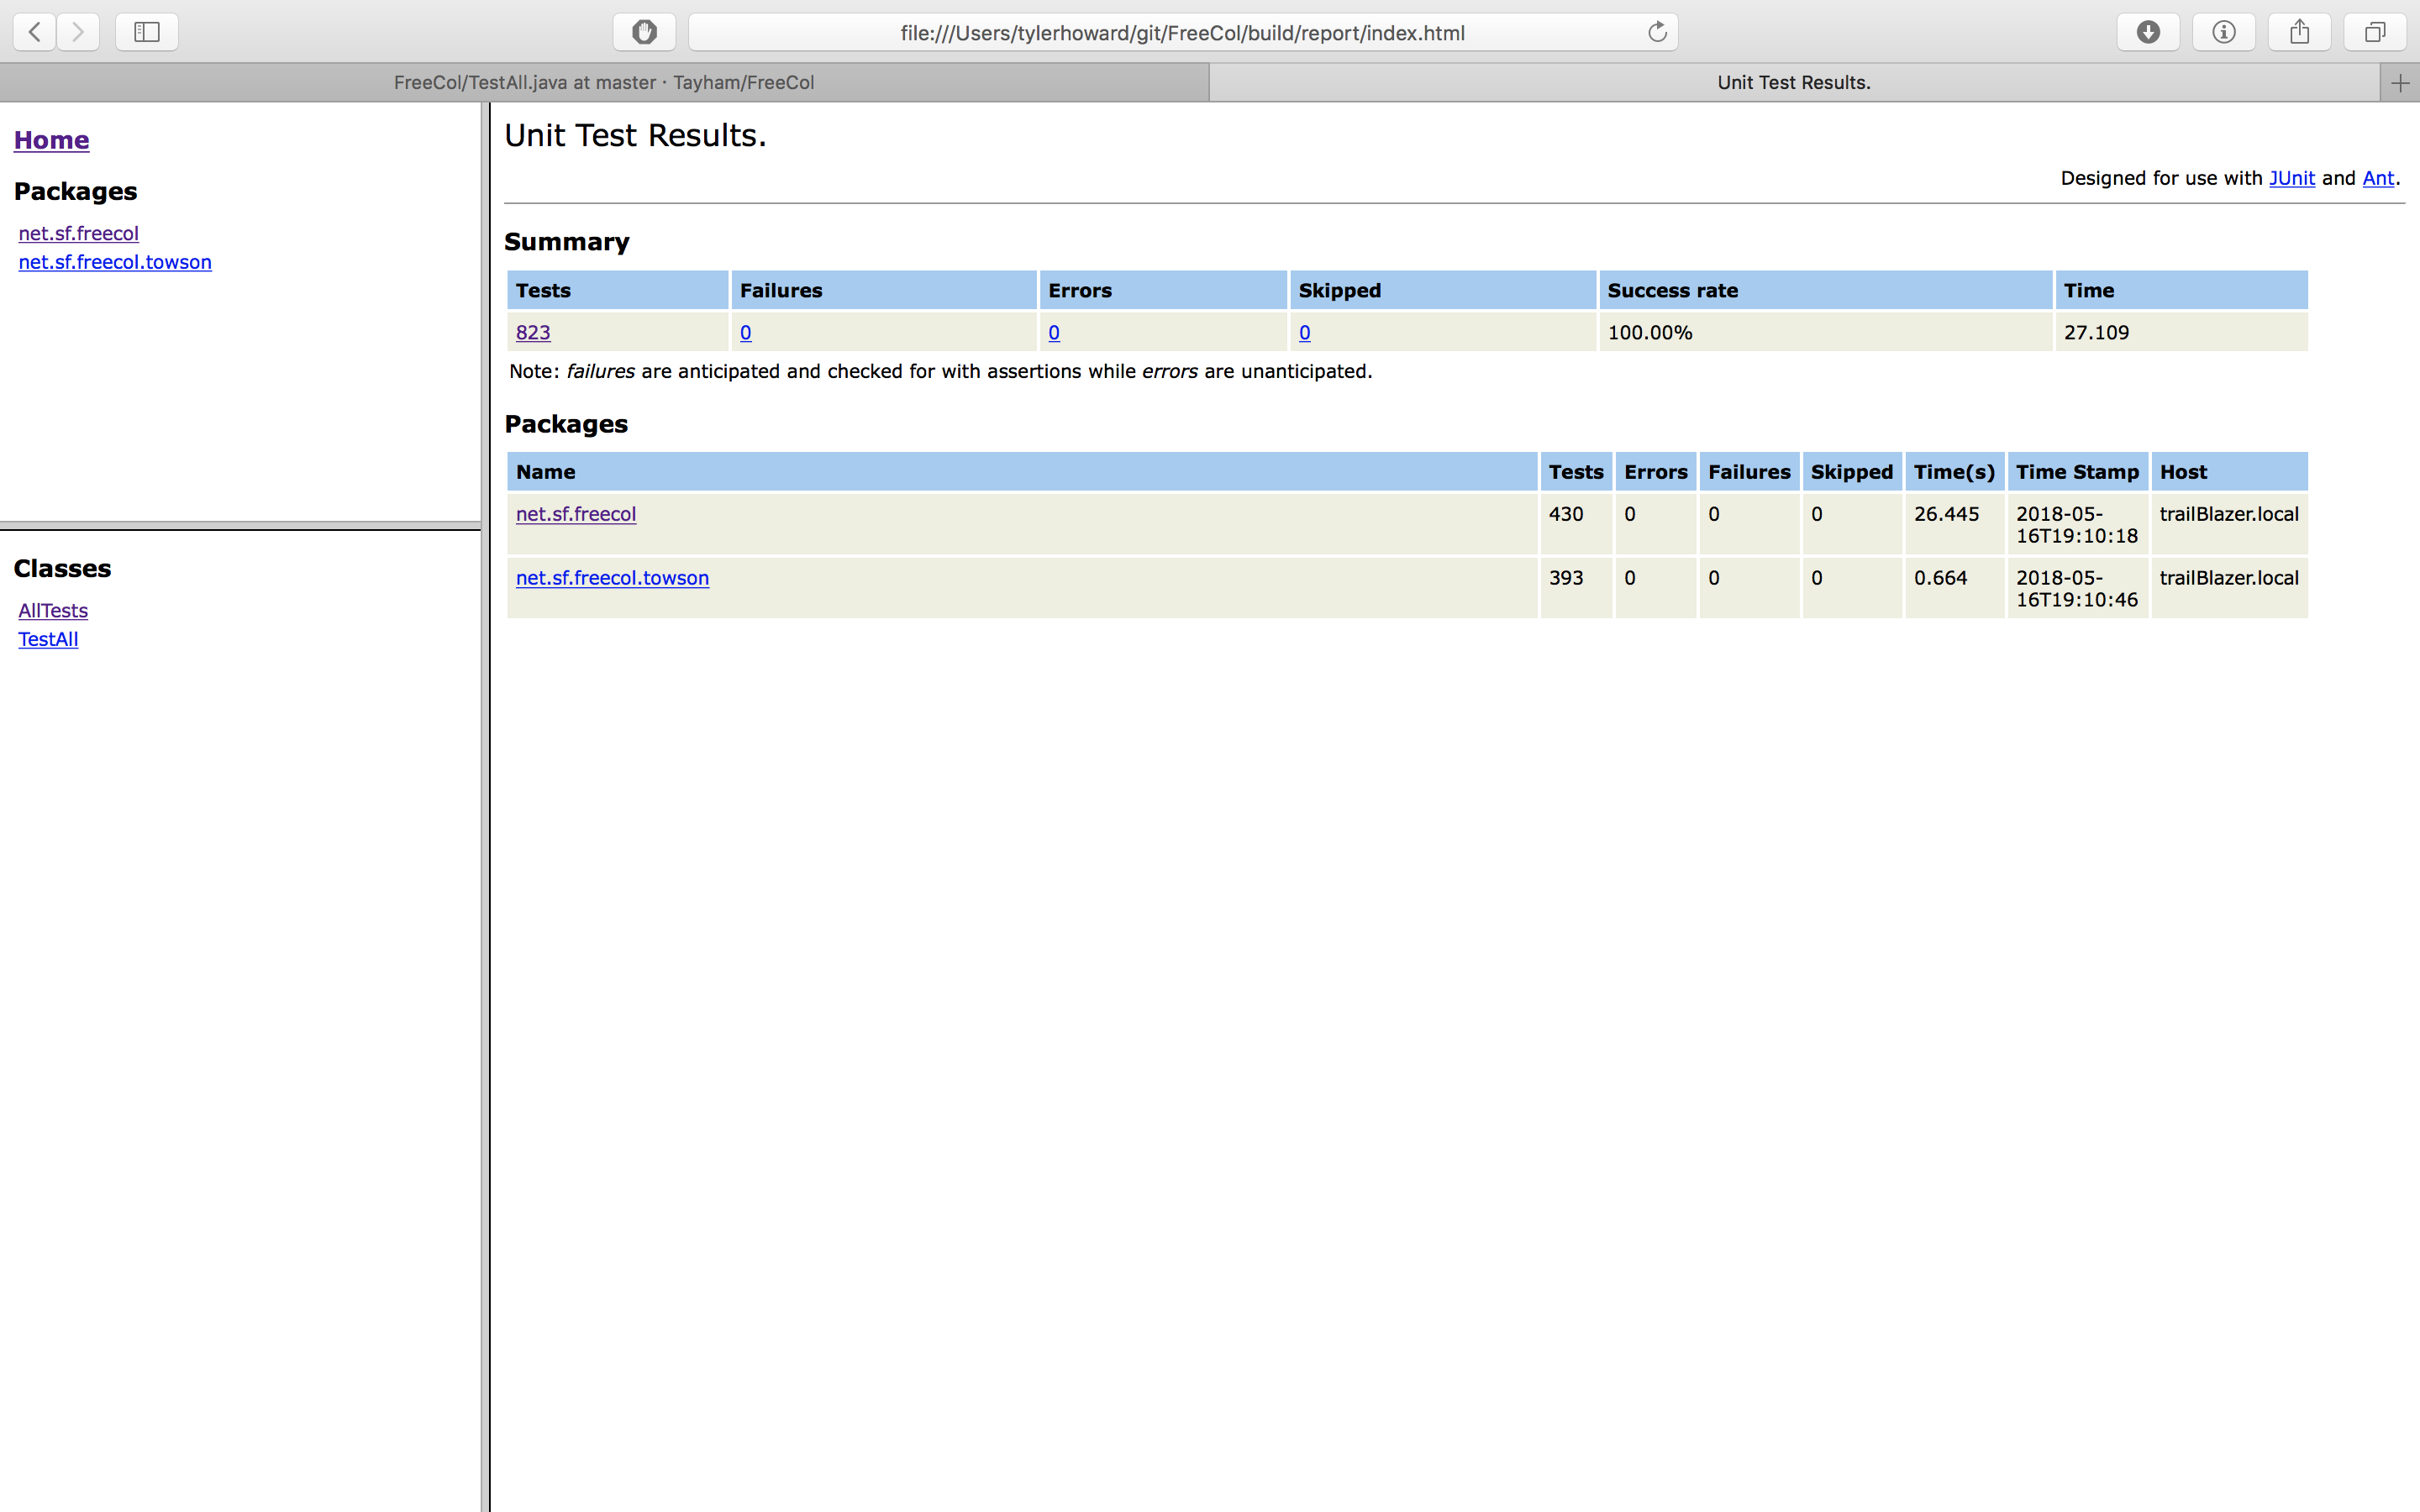 file:///Users/tylerhoward/git/FreeCol/build/report/index.html
FreeCol/TestAll.java at master · Tayham/FreeCol
Unit Test Results.
Home
Packages
net.sf.freecol
net.sf.freecol.towson
Classes
AllTests
TestAll
Unit Test Results.
Designed for use with JUnit and Ant.
Summary
Tests Failures Errors Skipped Success rate Time
823 0 0 0 100.00% 27.109
Note: failures are anticipated and checked for with assertions while errors are unanticipated.
Packages
Name Tests Errors Failures Skipped Time(s) Time Stamp Host
net.sf.freecol 430 0 0 0 26.445 2018-05- trailBlazer.local
16T19:10:18
net.sf.freecol.towson 393 0 0 0 0.664 2018-05- trailBlazer.local
16T19:10:46